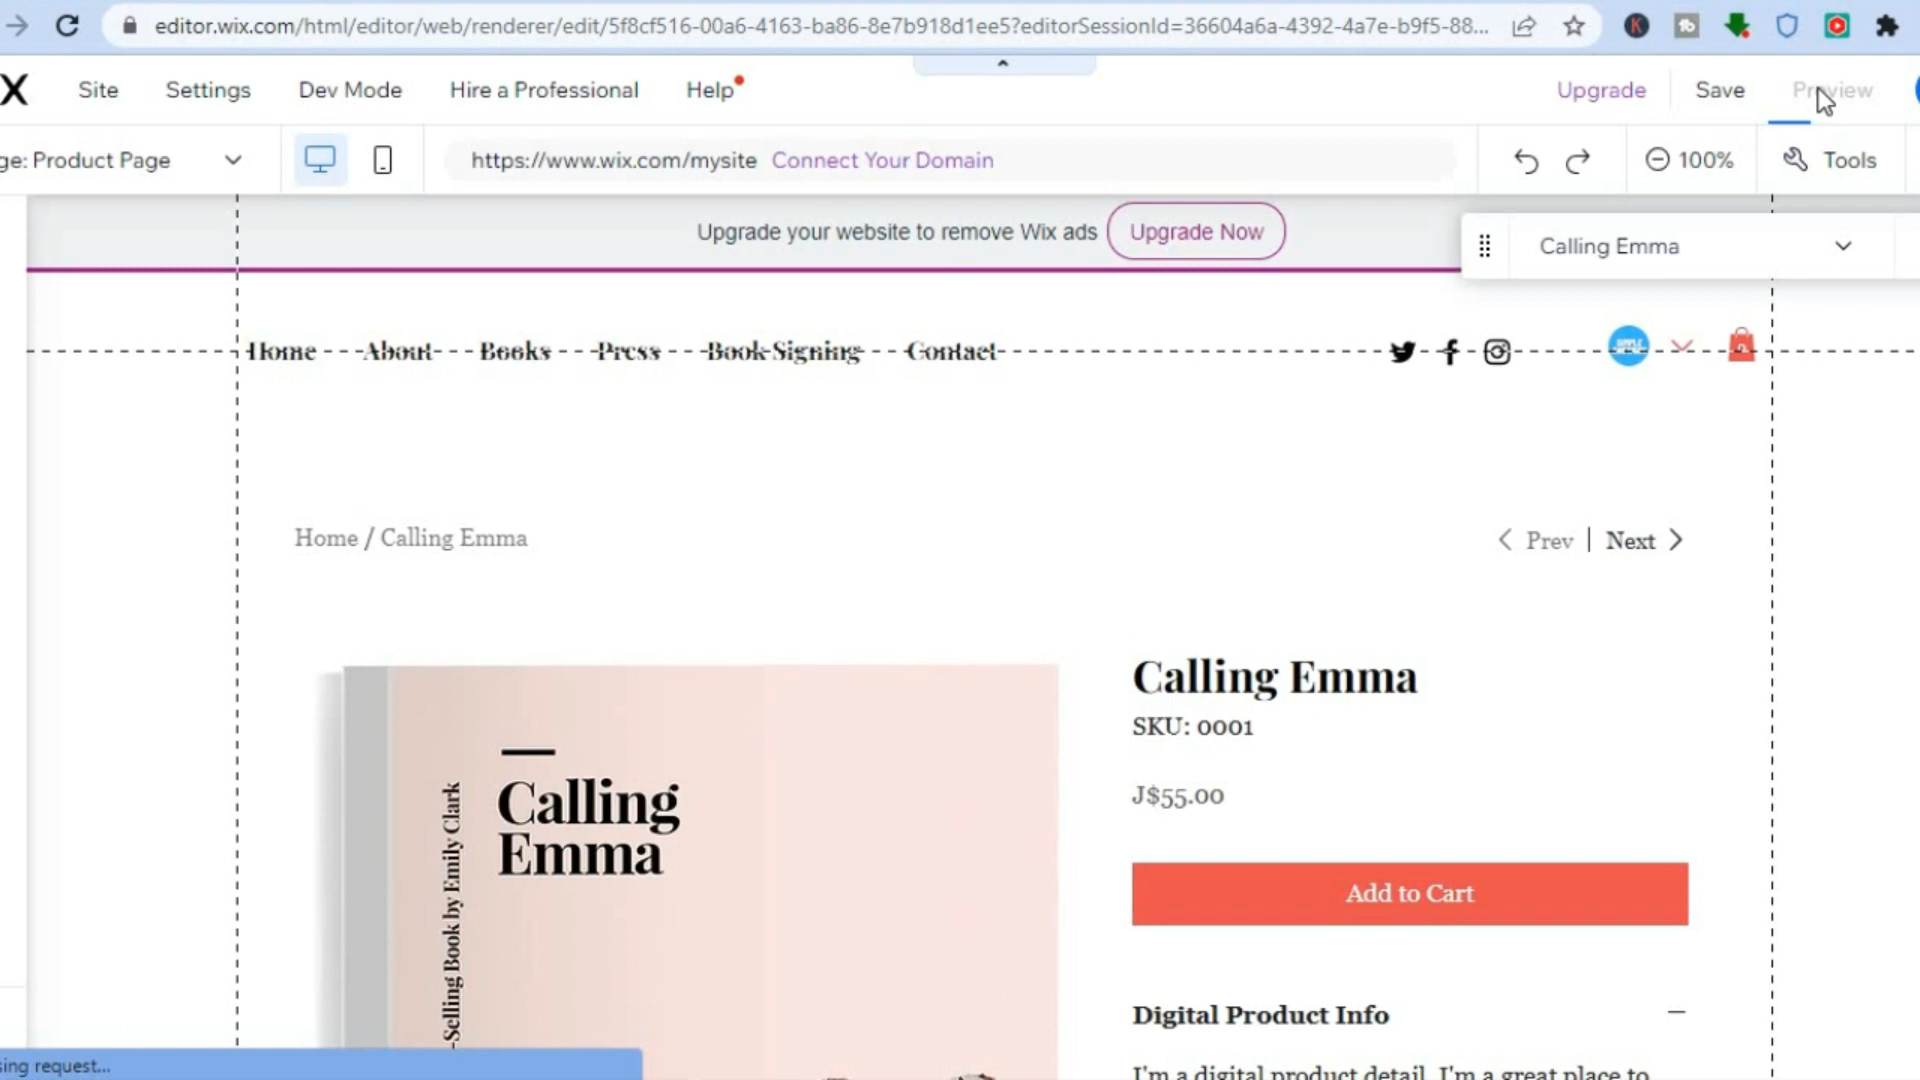 editor.wix.com/html/editor/web/renderer/edit/5f8cf516-00a6-4163-ba86-8e7b918d1ee5?editorSessionId=36604a6a-4392-4a7e-b9f5-88...
X Site Settings Dev Mode Hire a Professional Help Upgrade Save Preview
ge: Product Page https://www.wix.com/mysite Connect Your Domain 100% Tools
Upgrade your website to remove Wix ads Upgrade Now
Calling Emma
Home About Books Press Book Signing Contact
Home / Calling Emma
< Prev | Next >
Calling
Emma
-Selling Book by Emily Clark
Calling Emma
SKU: 0001
J$55.00
Add to Cart
Digital Product Info
I'm a digital product detail. I'm a great place to
sing request...